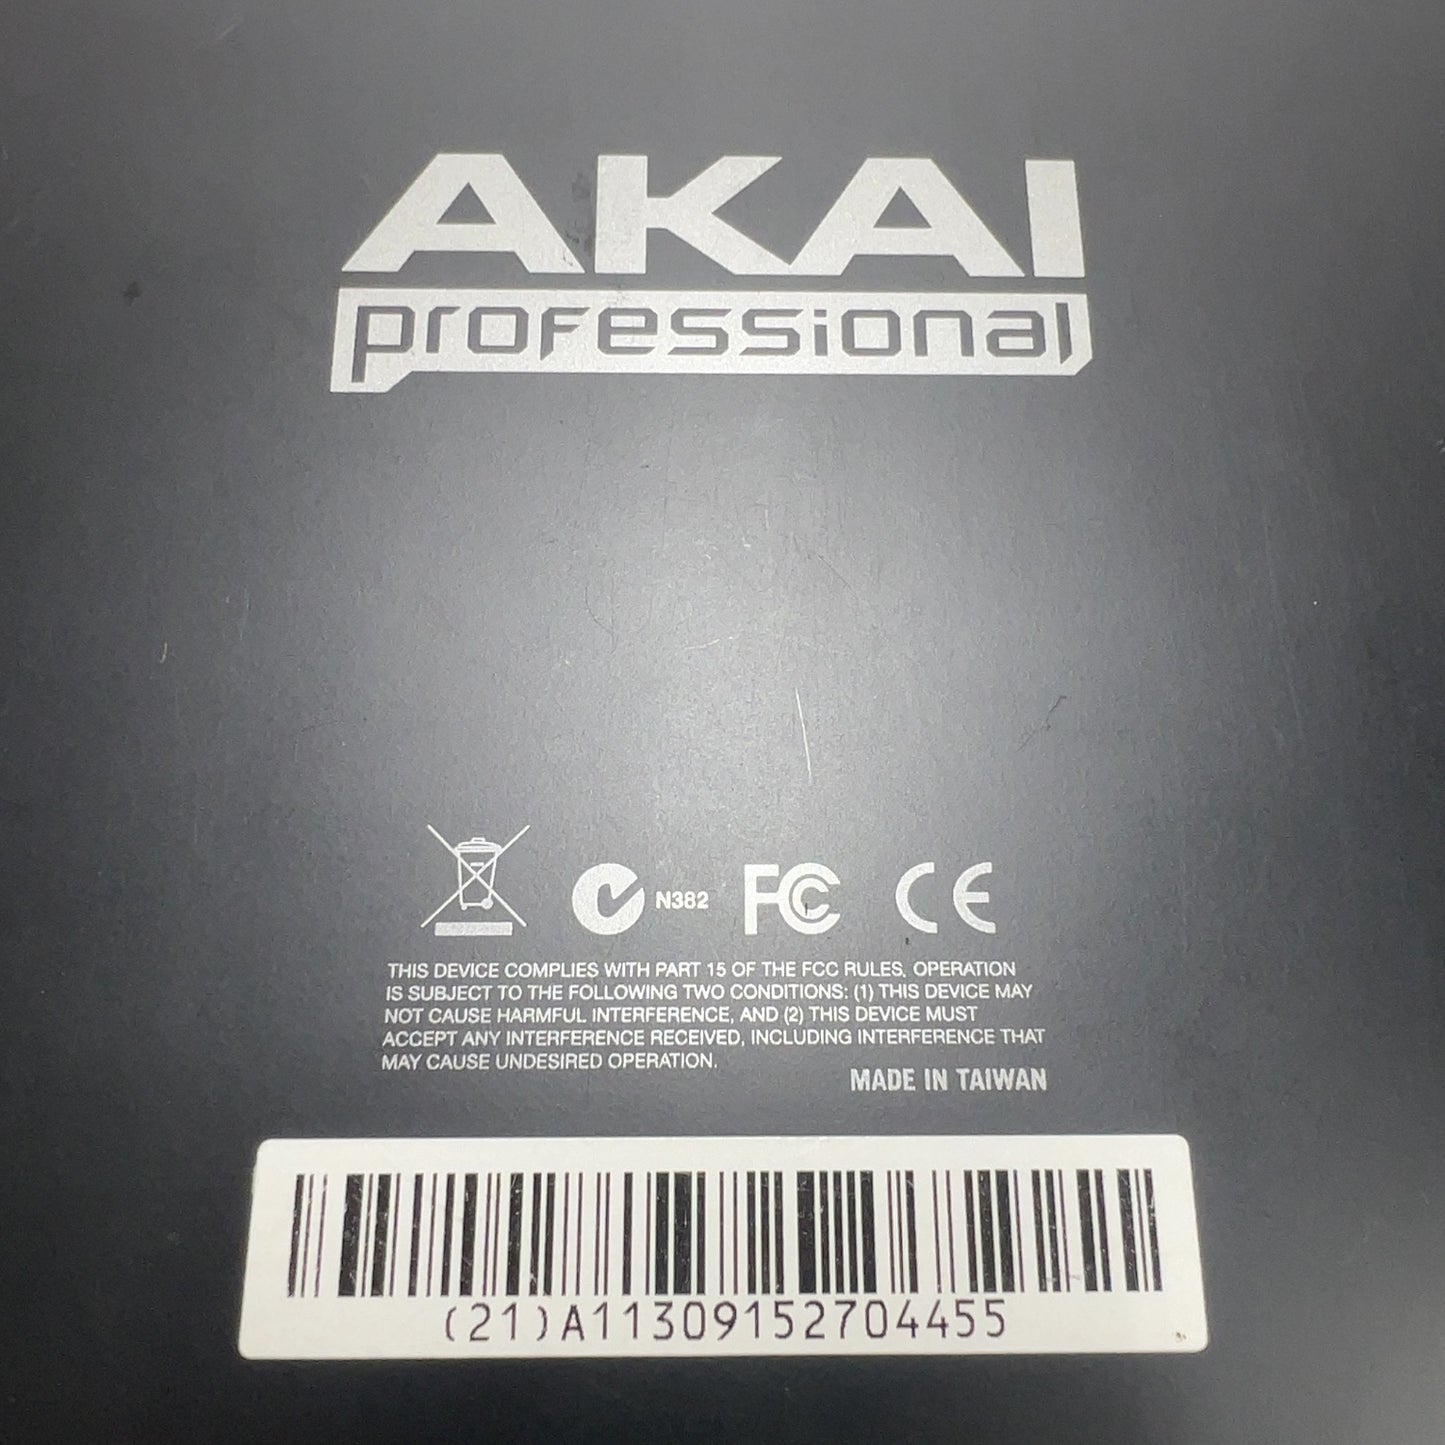 AKAI
professional
N382 FC CE
THIS DEVICE COMPLIES WITH PART 15 OF THE FCC RULES. OPERATION
IS SUBJECT TO THE FOLLOWING TWO CONDITIONS: (1) THIS DEVICE MAY
NOT CAUSE HARMFUL INTERFERENCE, AND (2) THIS DEVICE MUST
ACCEPT ANY INTERFERENCE RECEIVED, INCLUDING INTERFERENCE THAT
MAY CAUSE UNDESIRED OPERATION.
MADE IN TAIWAN
(21)A11309152704455